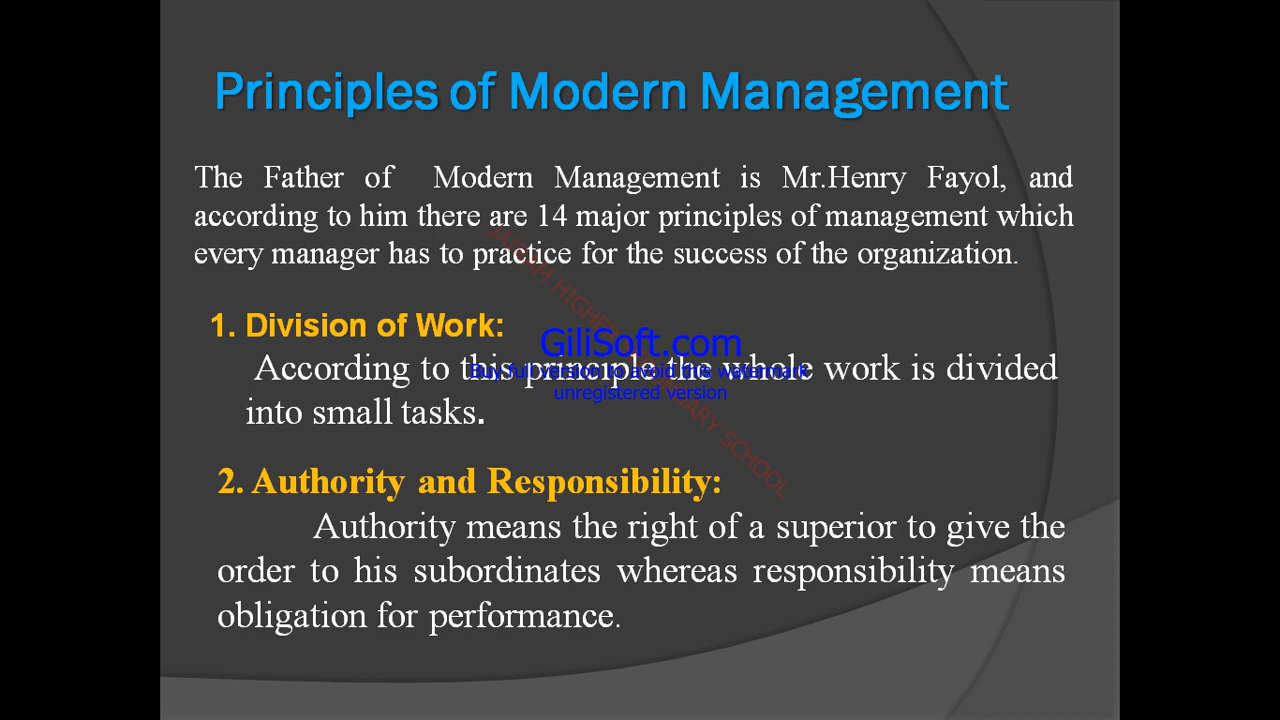 Principles of Modern Management
The Father of Modern Management is Mr.Henry Fayol, and
according to him there are 14 major principles of management which
every manager has to practice for the success of the organization.
1. Division of Work:
GiliSoft.com
According to this principle the whole work is divided
Buy full version to avoid this watermark
unregistered version
into small tasks.
2. Authority and Responsibility:
Authority means the right of a superior to give the
order to his subordinates whereas responsibility means
obligation for performance.
HIGHER SECONDARY SCHOOL